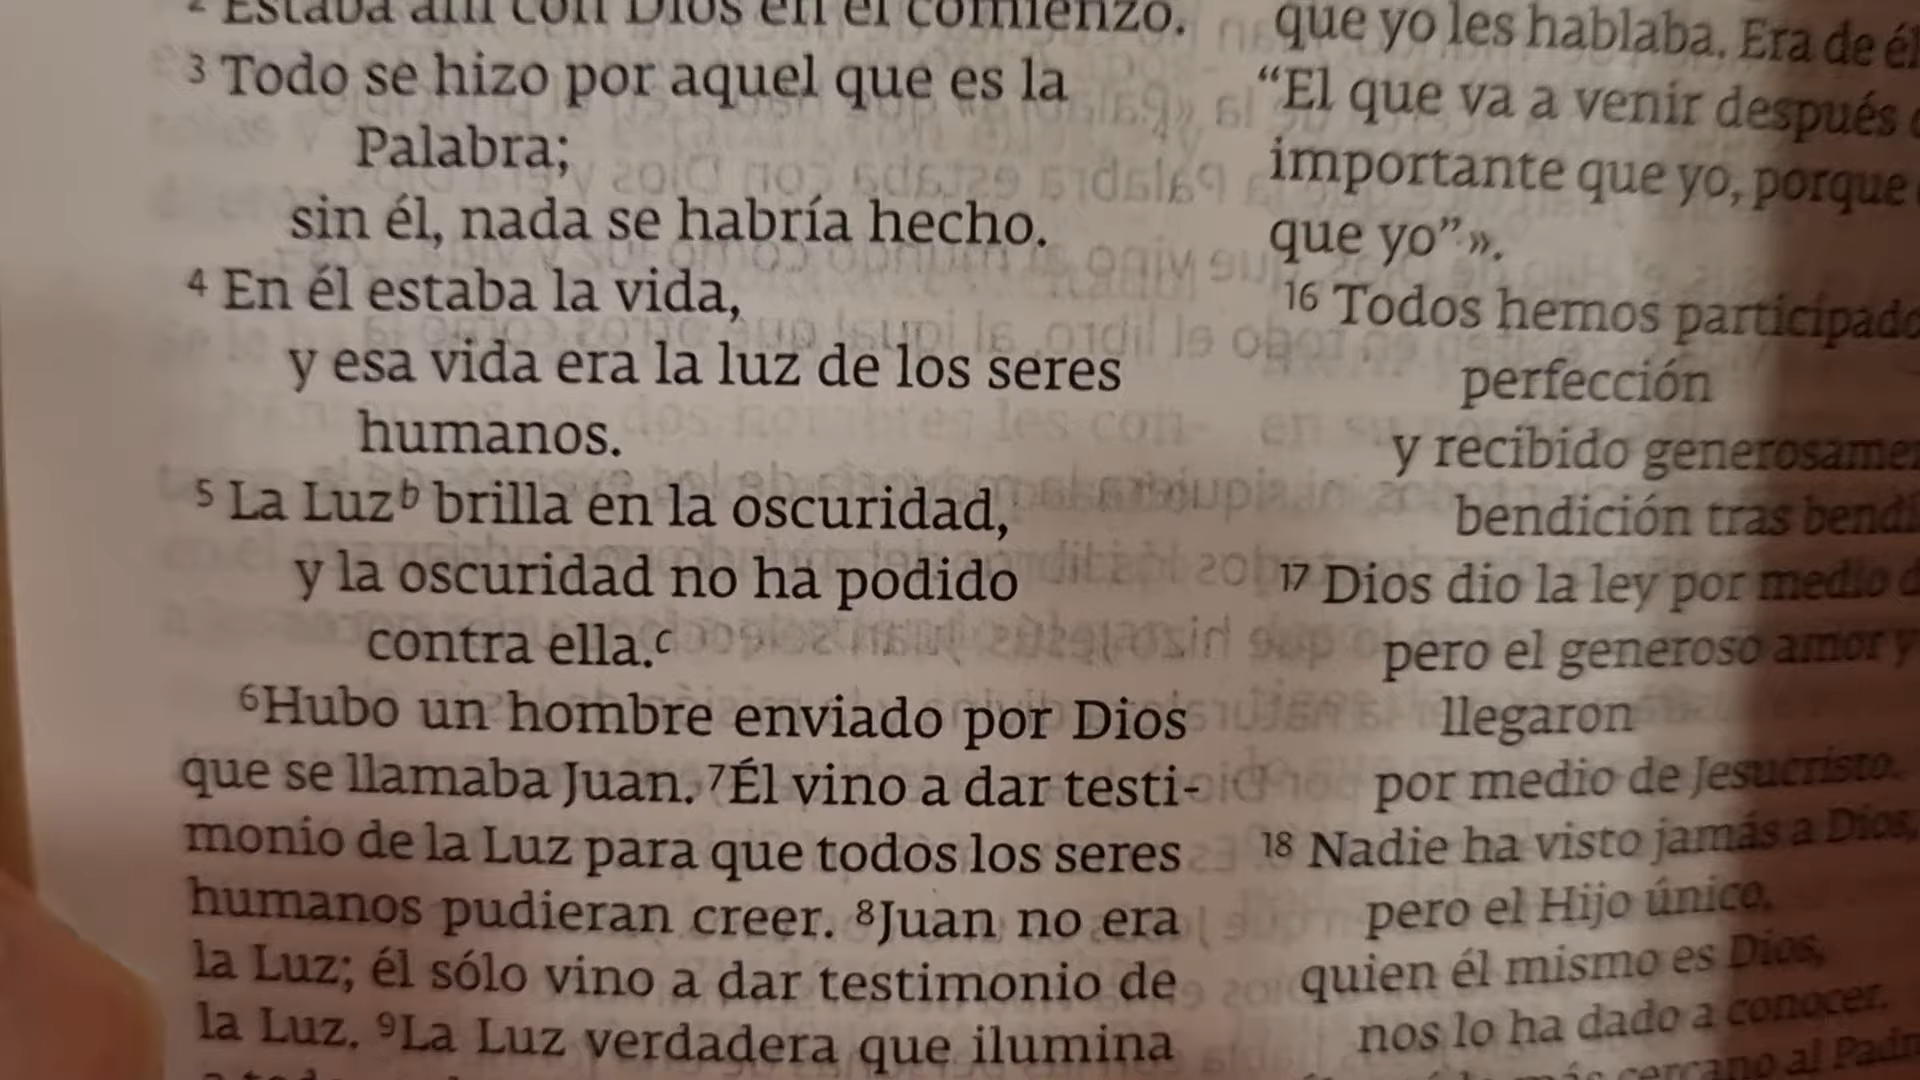 2 Estaba allí con Dios en el comienzo.
3 Todo se hizo por aquel que es la
Palabra;
sin él, nada se habría hecho.
4 En él estaba la vida,
y esa vida era la luz de los seres
humanos.
5 La Luz b brilla en la oscuridad,
y la oscuridad no ha podido
contra ella. c
6 Hubo un hombre enviado por Dios
que se llamaba Juan. 7 Él vino a dar testi-
monio de la Luz para que todos los seres
humanos pudieran creer. 8 Juan no era
la Luz; él sólo vino a dar testimonio de
la Luz. 9 La Luz verdadera que ilumina
que yo les hablaba. Era de él
“El que va a venir después
importante que yo, porque
que yo”».
16 Todos hemos participado
perfección
y recibido
bendición tras
17 Dios dio la ley por medio
pero el generoso amor y
llegaron
por medio de Jesucristo.
18 Nadie ha visto jamás a Dios,
pero el Hijo único,
quien él mismo es Dios,
nos lo ha dado a conocer.
más cercano al